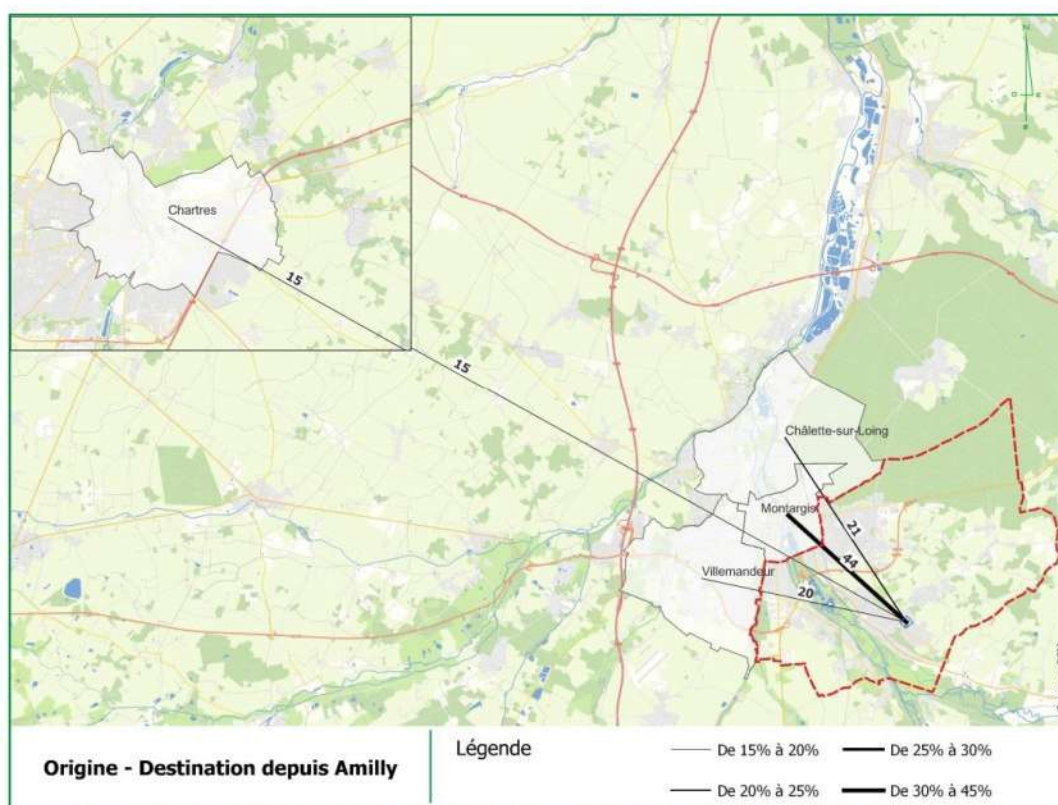 Chartres
15
15
Châlette-sur-Loing
Montargis
21
44
Villemandeur
20
Origine - Destination depuis Amilly
Légende
De 15% à 20%
De 25% à 30%
De 20% à 25%
De 30% à 45%